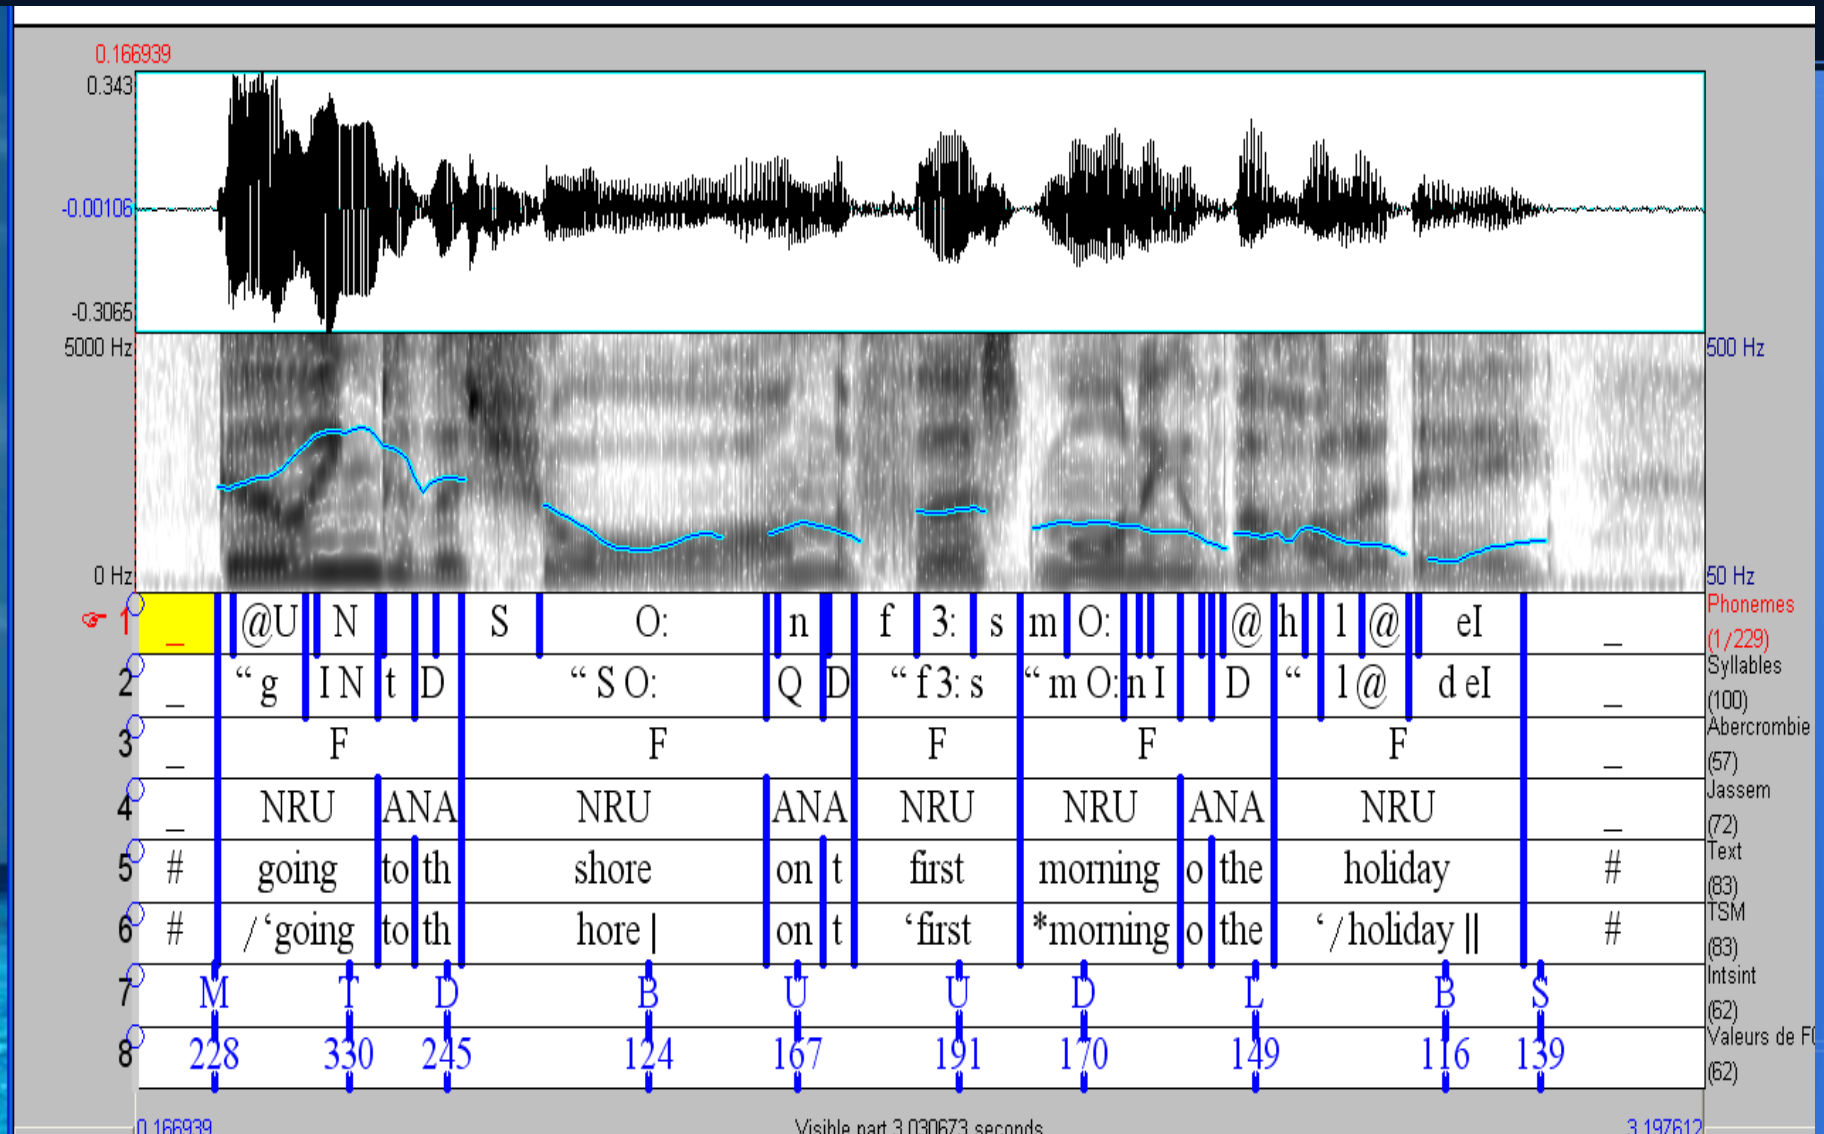 0.166939
0.343
-0.00106
-0.3065
5000 Hz 500 Hz
0 Hz 50 Hz
1 _ @U N S O: n f 3: s m O: @ h l @ eI _ Phonemes (1/229)
2 _ “ g I N t D “ S O: Q D “ f 3: s “ m O: n I D “ l @ d eI _ Syllables (100)
3 _ F F F F F _ Abercrombie (57)
4 _ NRU ANA NRU ANA NRU NRU ANA NRU _ Jassem (72)
5 # going to th shore on t first morning o the holiday # Text (83)
6 # / ‘going to th hore | on t ‘first *morning o the ‘/holiday || # TSM (83)
7 M T D B U U D L B S Intsint (62)
8 228 330 245 124 167 191 170 149 116 139 Valeurs de F0 (62)
0.166939 Visible part 3.030673 seconds 3.197612